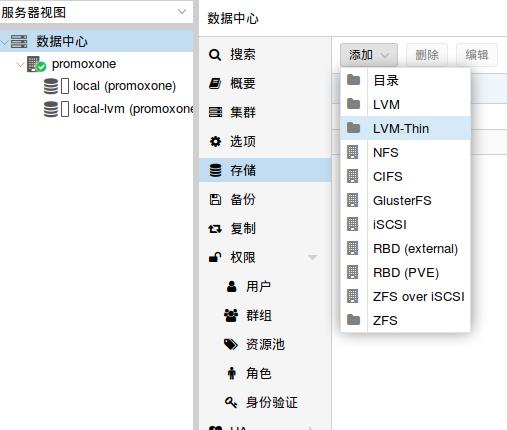 服务器视图
数据中心
promoxone
local (promoxone)
local-lvm (promoxone
数据中心
搜索
概要
集群
选项
存储
备份
复制
权限
用户
群组
资源池
角色
身份验证
添加
删除
编辑
目录
LVM
LVM-Thin
NFS
CIFS
GlusterFS
iSCSI
RBD (external)
RBD (PVE)
ZFS over iSCSI
ZFS